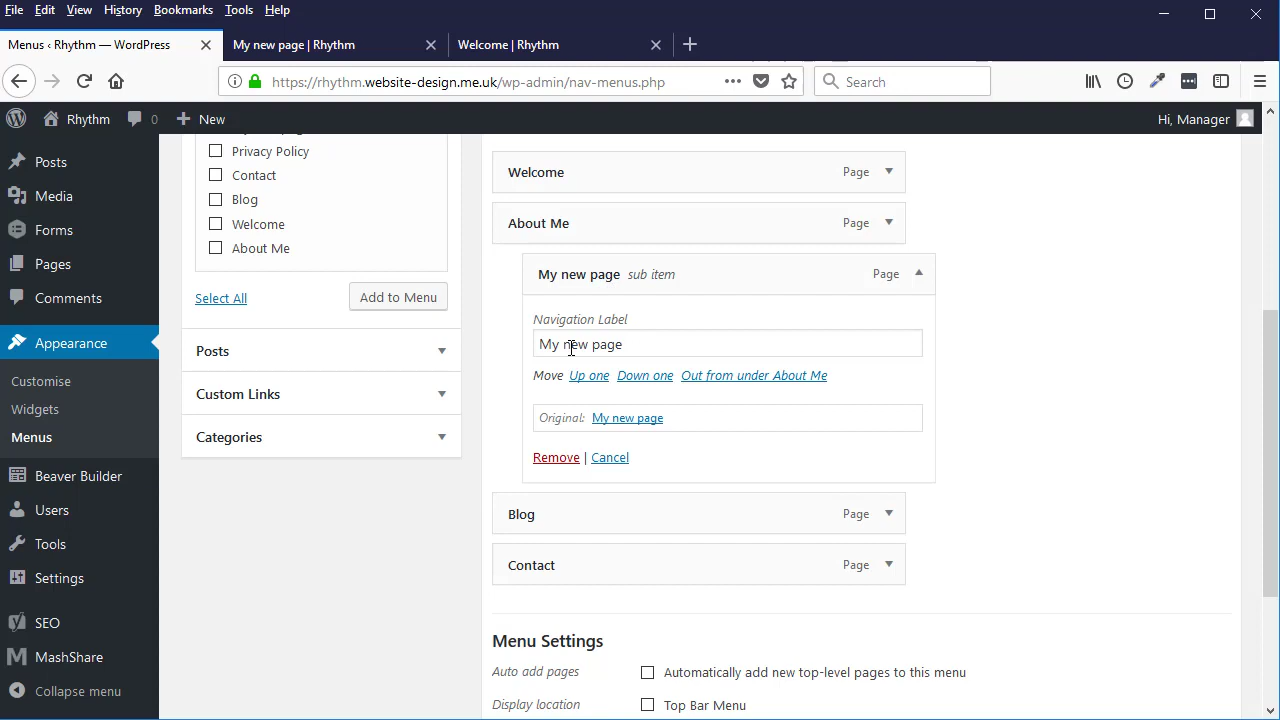 File Edit View History Bookmarks Tools Help
Menus ‹ Rhythm — WordPress
My new page | Rhythm
Welcome | Rhythm
https://rhythm.website-design.me.uk/wp-admin/nav-menus.php
Search
Rhythm 0 New Hi, Manager
Posts
Media
Forms
Pages
Comments
Appearance
Customise
Widgets
Menus
Beaver Builder
Users
Tools
Settings
SEO
MashShare
Collapse menu
Privacy Policy
Contact
Blog
Welcome
About Me
Select All Add to Menu
Posts
Custom Links
Categories
Welcome Page
About Me Page
My new page sub item Page
Navigation Label
My new page
Move Up one Down one Out from under About Me
Original: My new page
Remove | Cancel
Blog Page
Contact Page
Menu Settings
Auto add pages Automatically add new top-level pages to this menu
Display location Top Bar Menu